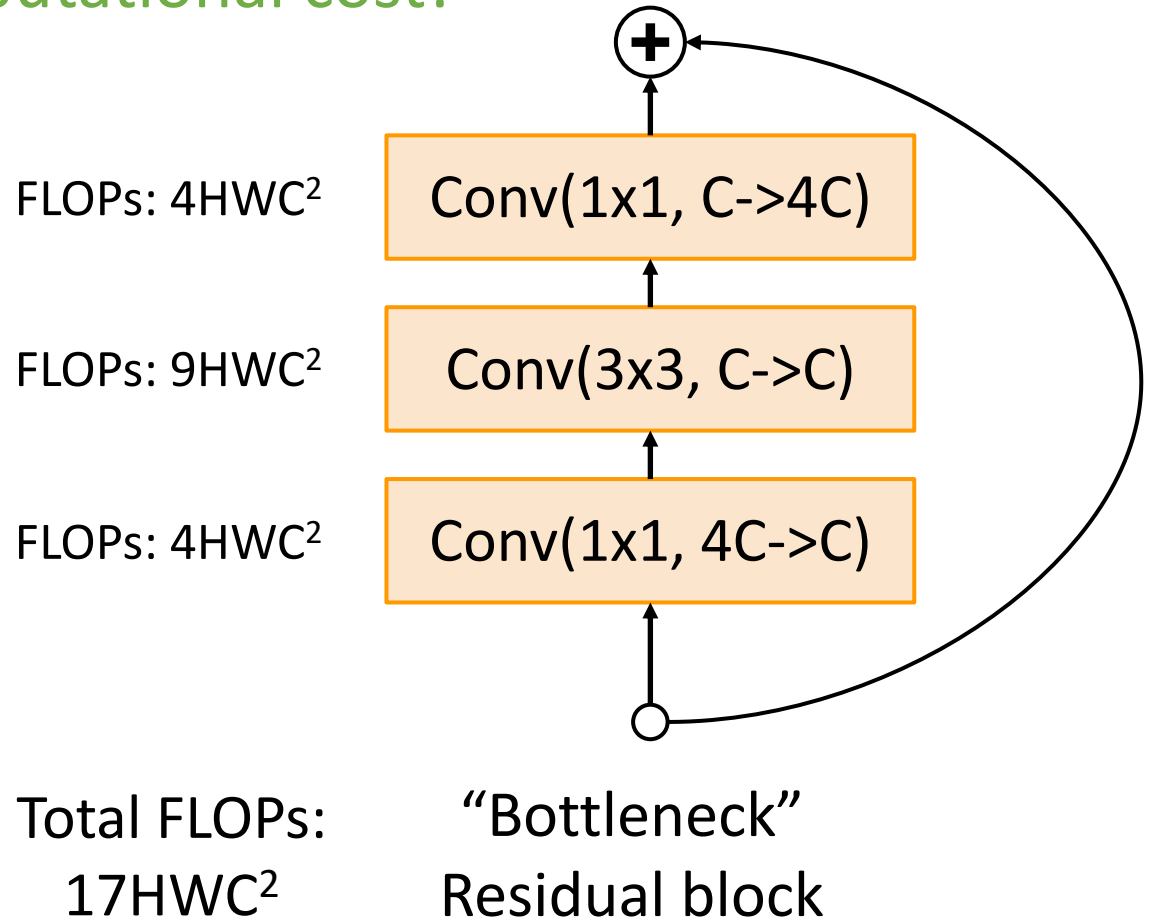 cost?
+
FLOPs: 4HWC²
Conv(1x1, C->4C)
FLOPs: 9HWC²
Conv(3x3, C->C)
FLOPs: 4HWC²
Conv(1x1, 4C->C)
Total FLOPs:
17HWC²
“Bottleneck”
Residual block